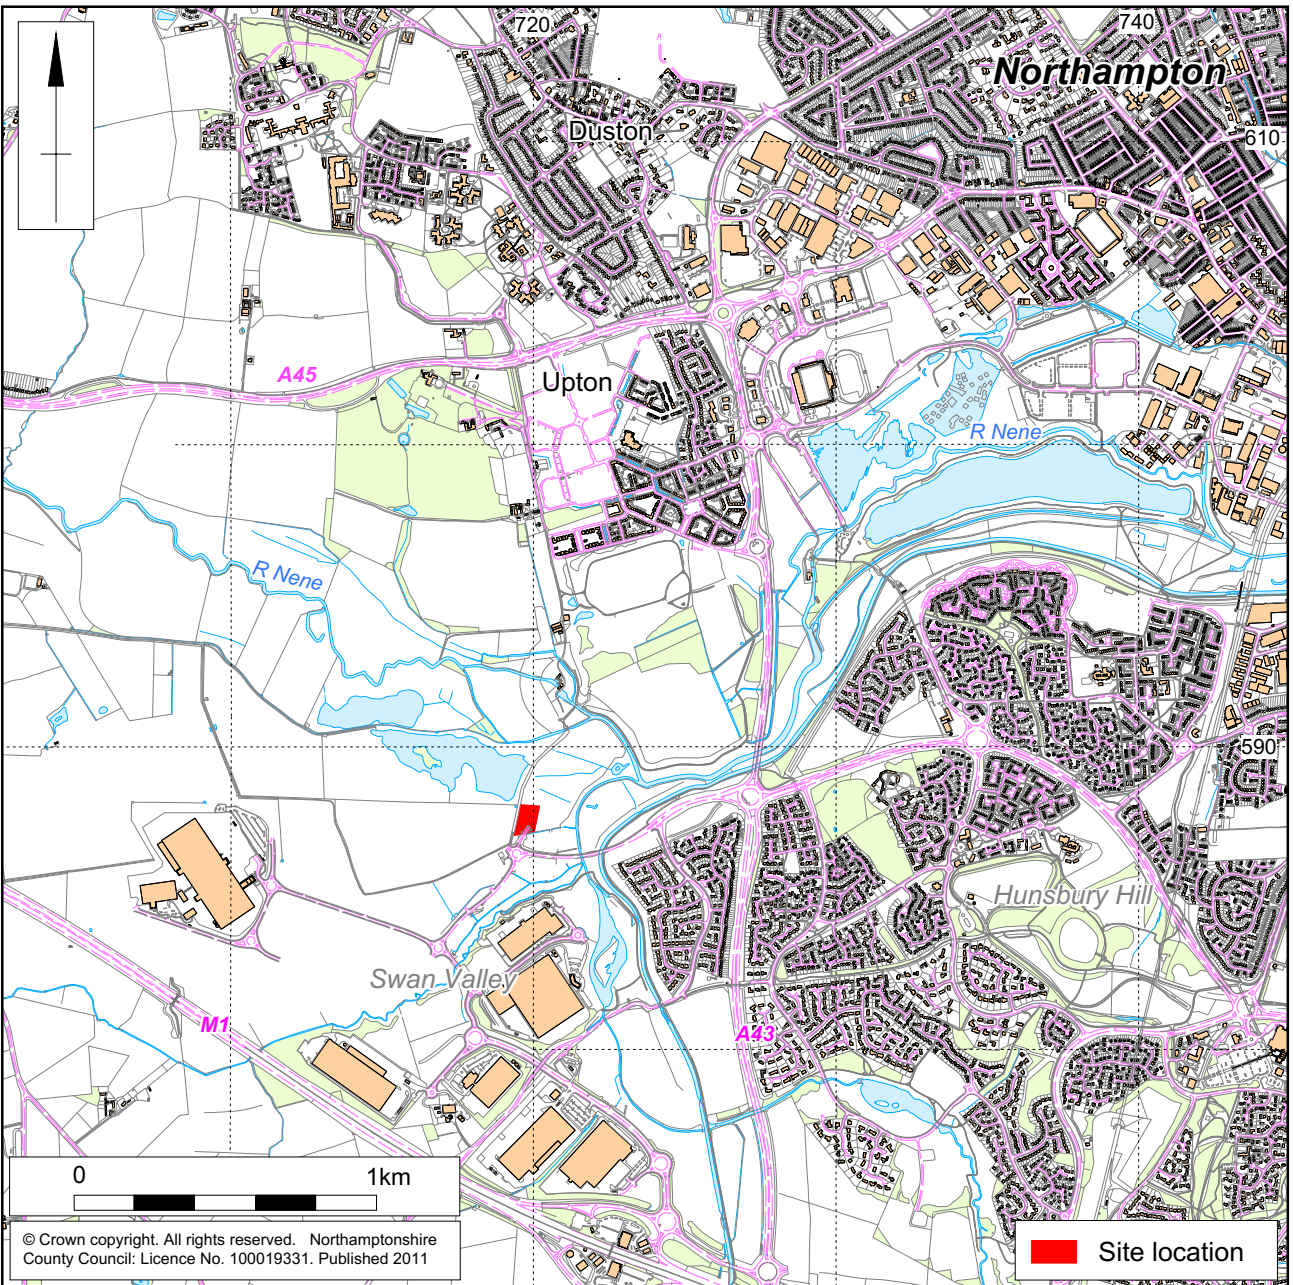 720
740
Northampton
Duston
610
A45
Upton
R Nene
R Nene
590
Hunsbury Hill
Swan Valley
M1
A43
0 1km
© Crown copyright. All rights reserved. Northamptonshire
County Council: Licence No. 100019331. Published 2011
Site location